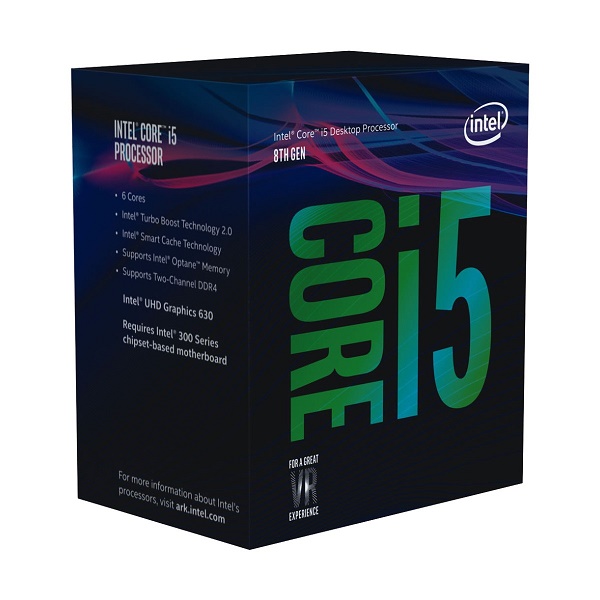 INTEL® CORE™ i5
PROCESSOR
• 6 Cores
• Intel® Turbo Boost Technology 2.0
• Intel® Smart Cache Technology
• Supports Intel® Optane™ Memory
• Supports Two-Channel DDR4
Intel® UHD Graphics 630
Requires Intel® 300 Series
chipset-based motherboard
For more information about Intel's
processors, visit ark.intel.com
Intel® Core™ i5 Desktop Processor
8TH GEN
intel®
CORE i5
FOR A GREAT
VR
EXPERIENCE